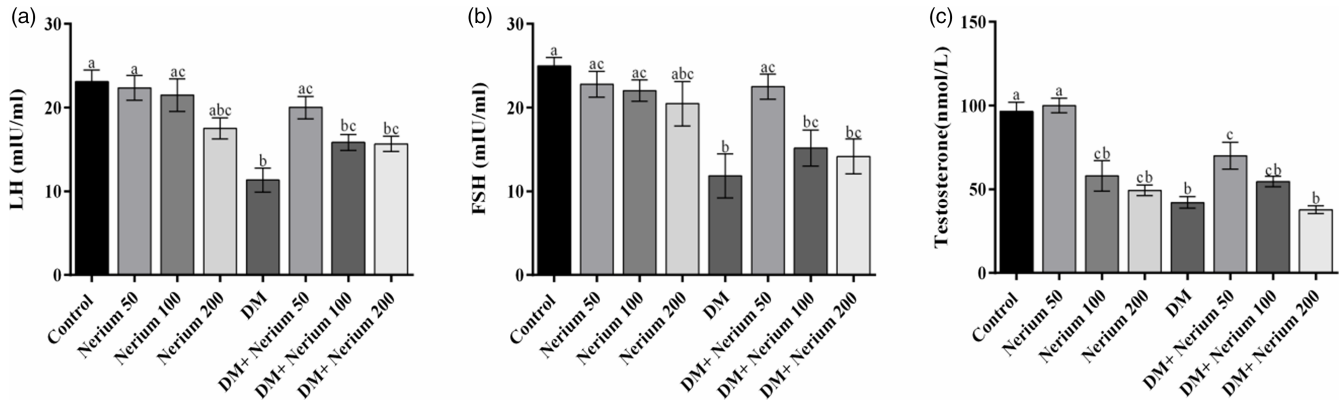 (a)
LH (mIU/ml)
30
20
10
0
a
a
ac
abc
b
ac
bc
bc
Control
Nerium 50
Nerium 100
Nerium 200
DM
DM+ Nerium 50
DM+ Nerium 100
DM+ Nerium 200
(b)
FSH (mIU/ml)
30
20
10
0
a
ac
ac
abc
b
ac
bc
bc
Control
Nerium 50
Nerium 100
Nerium 200
DM
DM+ Nerium 50
DM+ Nerium 100
DM+ Nerium 200
(c)
Testosterone(nmol/L)
150
100
50
0
a
a
cb
cb
b
c
cb
b
Control
Nerium 50
Nerium 100
Nerium 200
DM
DM+ Nerium 50
DM+ Nerium 100
DM+ Nerium 200